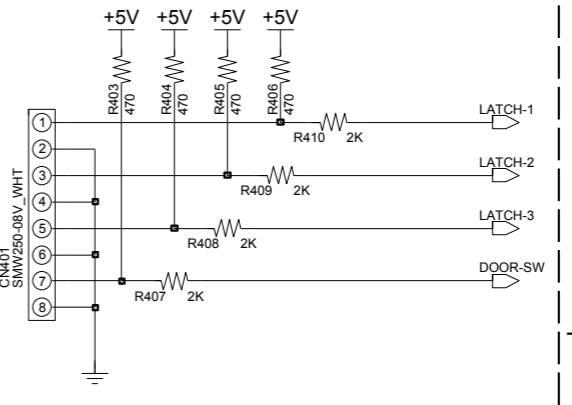 +5V +5V +5V +5V
R403 470
R404 470
R405 470
R406 470
CN401
SMW250-08V_WHT
1
R410 2K
LATCH-1
2
3
R409 2K
LATCH-2
4
5
R408 2K
LATCH-3
6
7
R407 2K
DOOR-SW
8